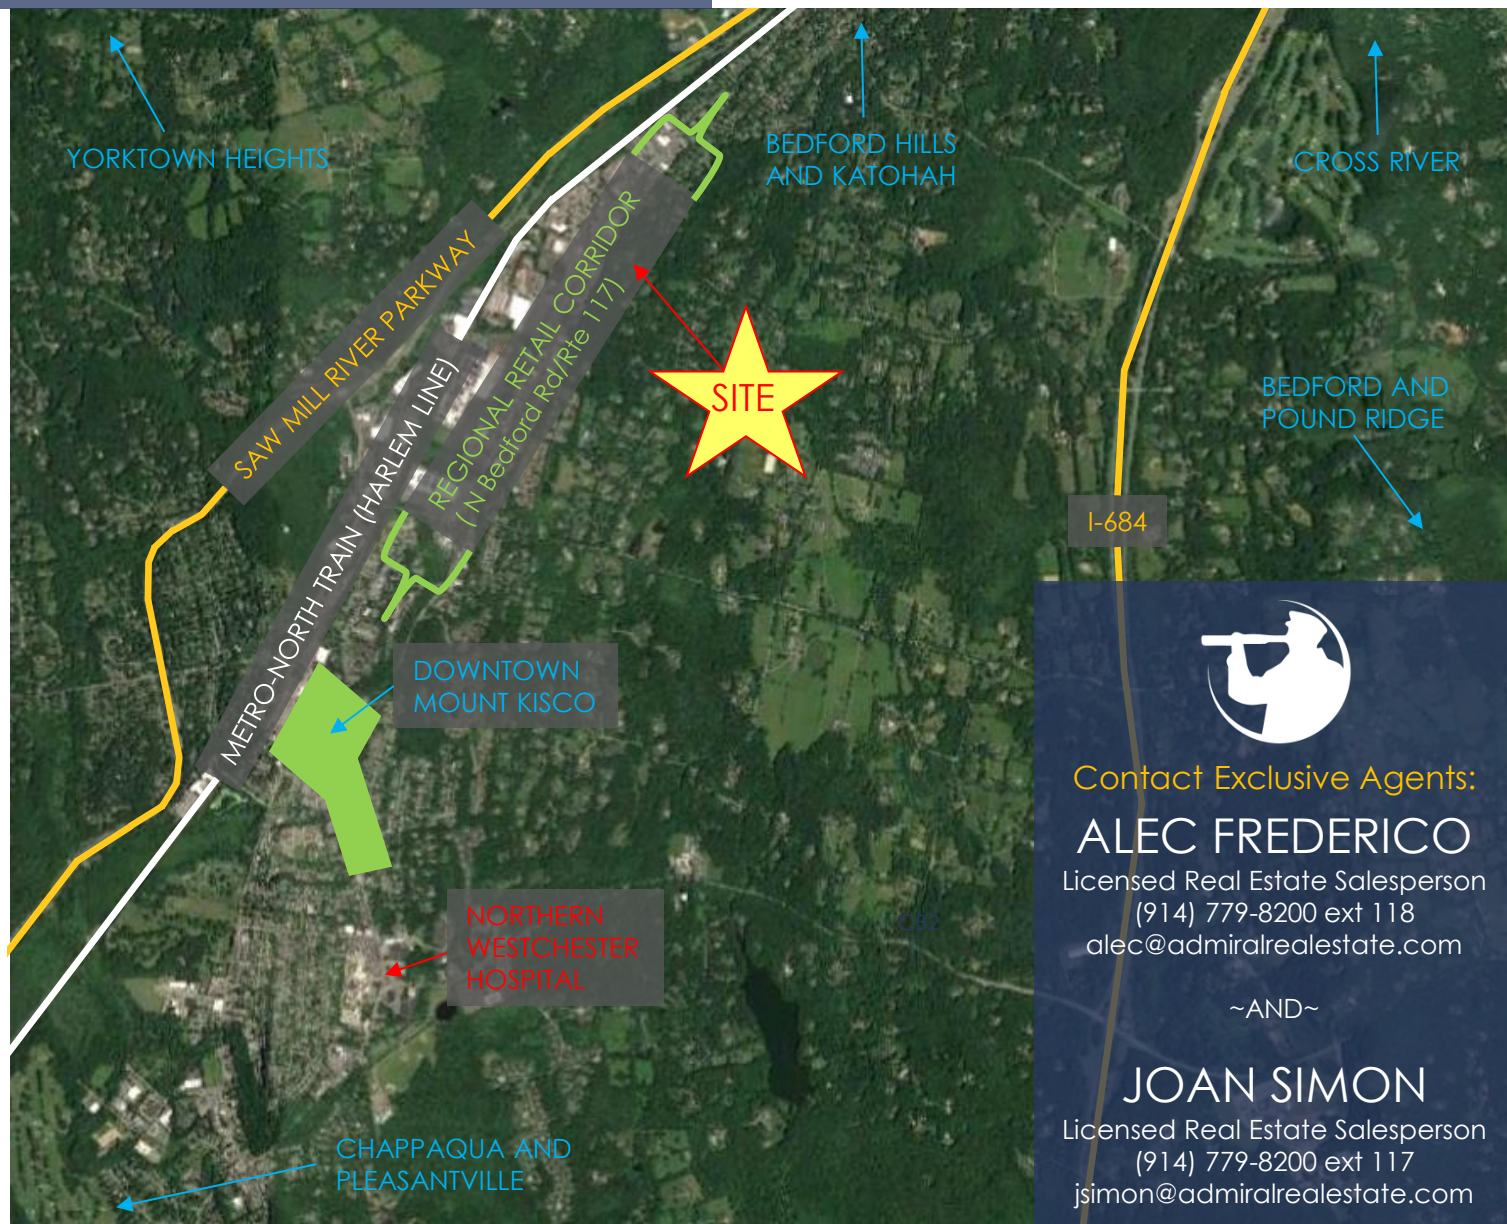 YORKTOWN HEIGHTS
BEDFORD HILLS
AND KATOHAH
CROSS RIVER
SAW MILL RIVER PARKWAY
METRO-NORTH TRAIN (HARLEM LINE)
REGIONAL RETAIL CORRIDOR
( N Bedford Rd/Rte 117)
SITE
BEDFORD AND
POUND RIDGE
I-684
DOWNTOWN
MOUNT KISCO
NORTHERN
WESTCHESTER
HOSPITAL
CHAPPAQUA AND
PLEASANTVILLE
Contact Exclusive Agents:
ALEC FREDERICO
Licensed Real Estate Salesperson
(914) 779-8200 ext 118
alec@admiralrealestate.com
~AND~
JOAN SIMON
Licensed Real Estate Salesperson
(914) 779-8200 ext 117
jsimon@admiralrealestate.com